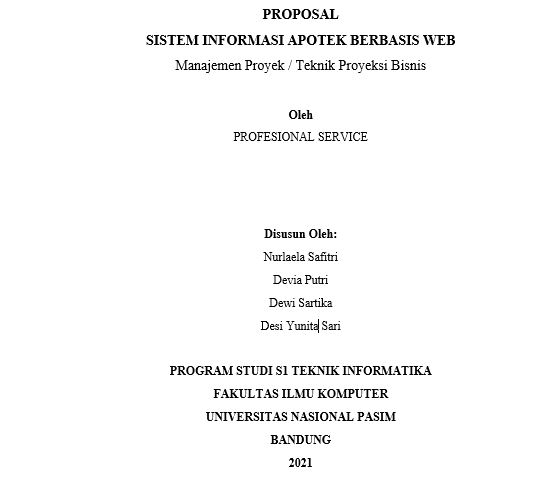 PROPOSAL
SISTEM INFORMASI APOTEK BERBASIS WEB
Manajemen Proyek / Teknik Proyeksi Bisnis
Oleh
PROFESIONAL SERVICE
Disusun Oleh:
Nurlaela Safitri
Devia Putri
Dewi Sartika
Desi Yunita Sari
PROGRAM STUDI S1 TEKNIK INFORMATIKA
FAKULTAS ILMU KOMPUTER
UNIVERSITAS NASIONAL PASIM
BANDUNG
2021